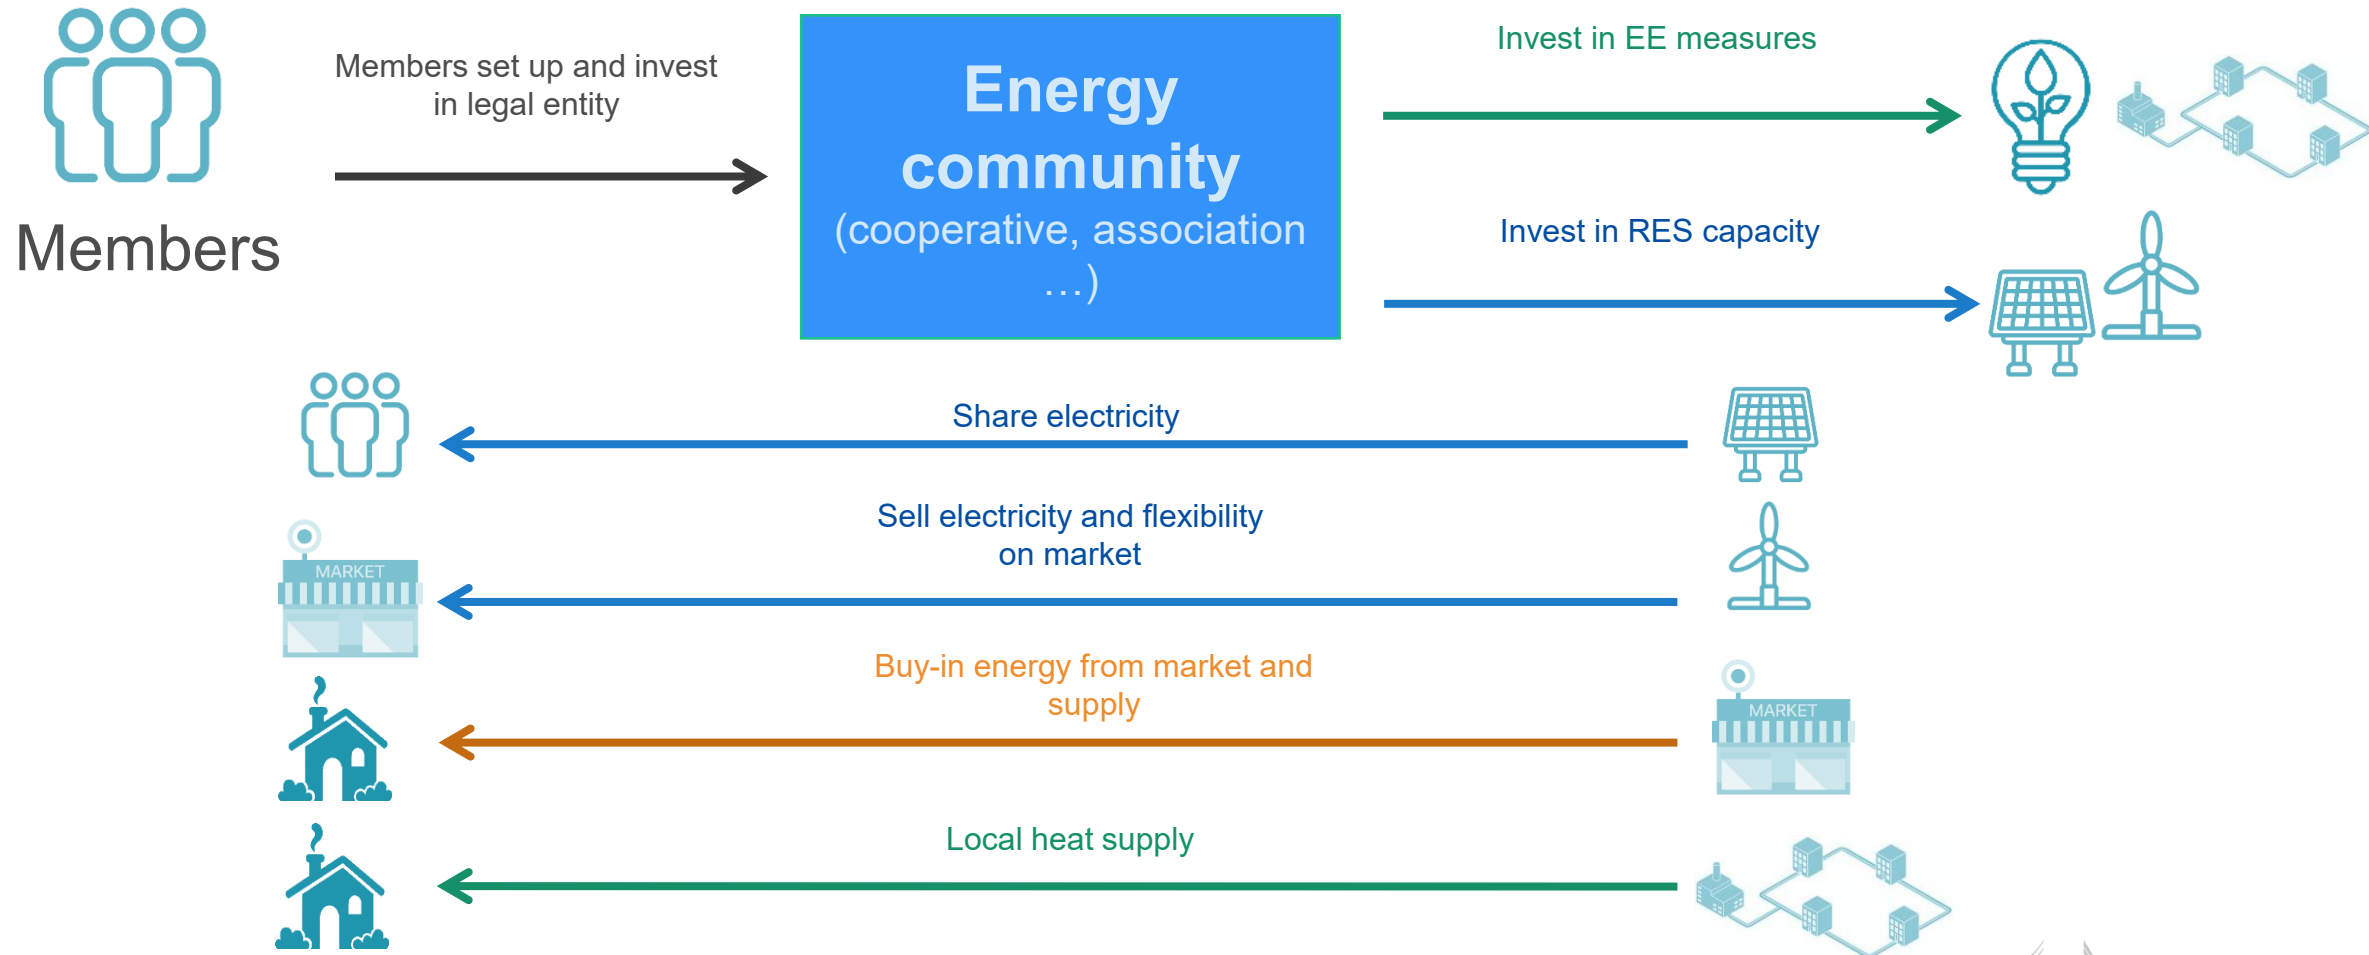 Members set up and invest
in legal entity
Members
Energy
community
(cooperative, association
…)
Invest in EE measures
Invest in RES capacity
Share electricity
Sell electricity and flexibility
on market
MARKET
Buy-in energy from market and
supply
MARKET
Local heat supply